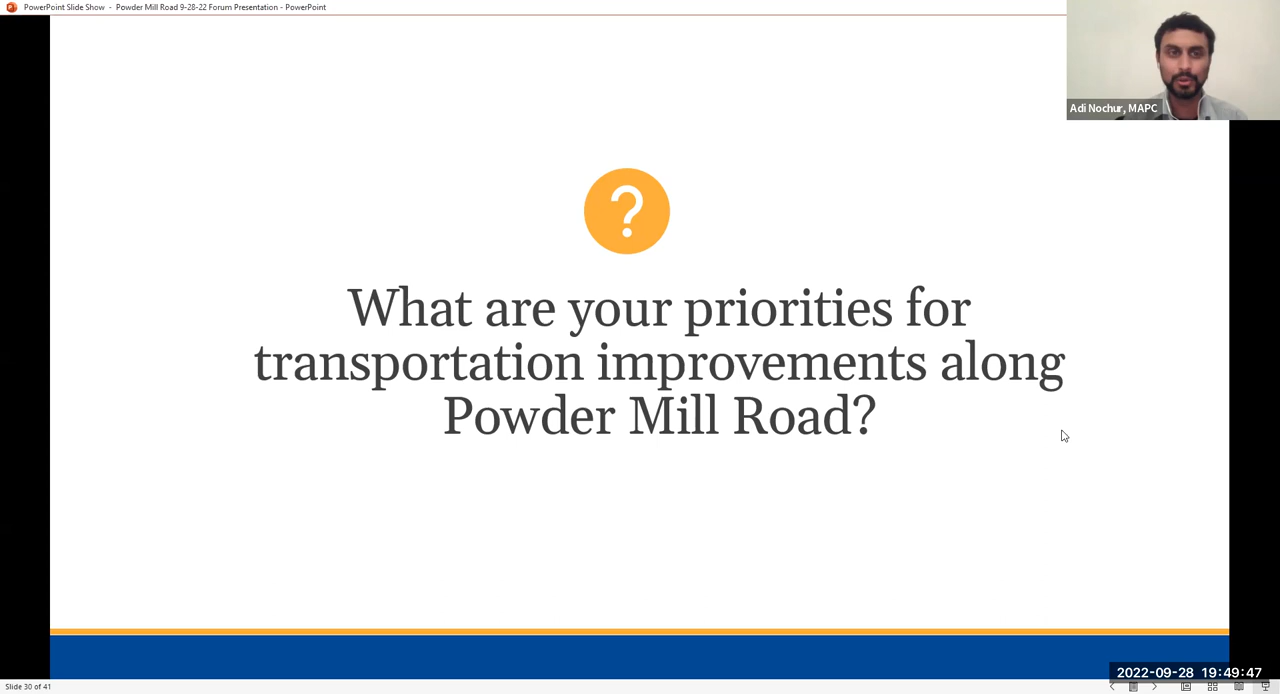 PowerPoint Slide Show - Powder Mill Road 9-28-22 Forum Presentation - PowerPoint
Adi Nochur, MAPC
?
What are your priorities for
transportation improvements along
Powder Mill Road?
2022-09-28 19:49:47
Slide 30 of 41